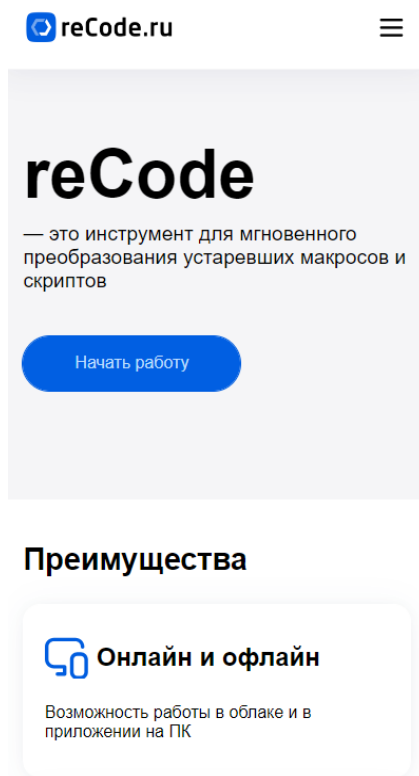 reCode.ru
reCode
— это инструмент для мгновенного
преобразования устаревших макросов и
скриптов
Начать работу
Преимущества
Онлайн и офлайн
Возможность работы в облаке и в
приложении на ПК